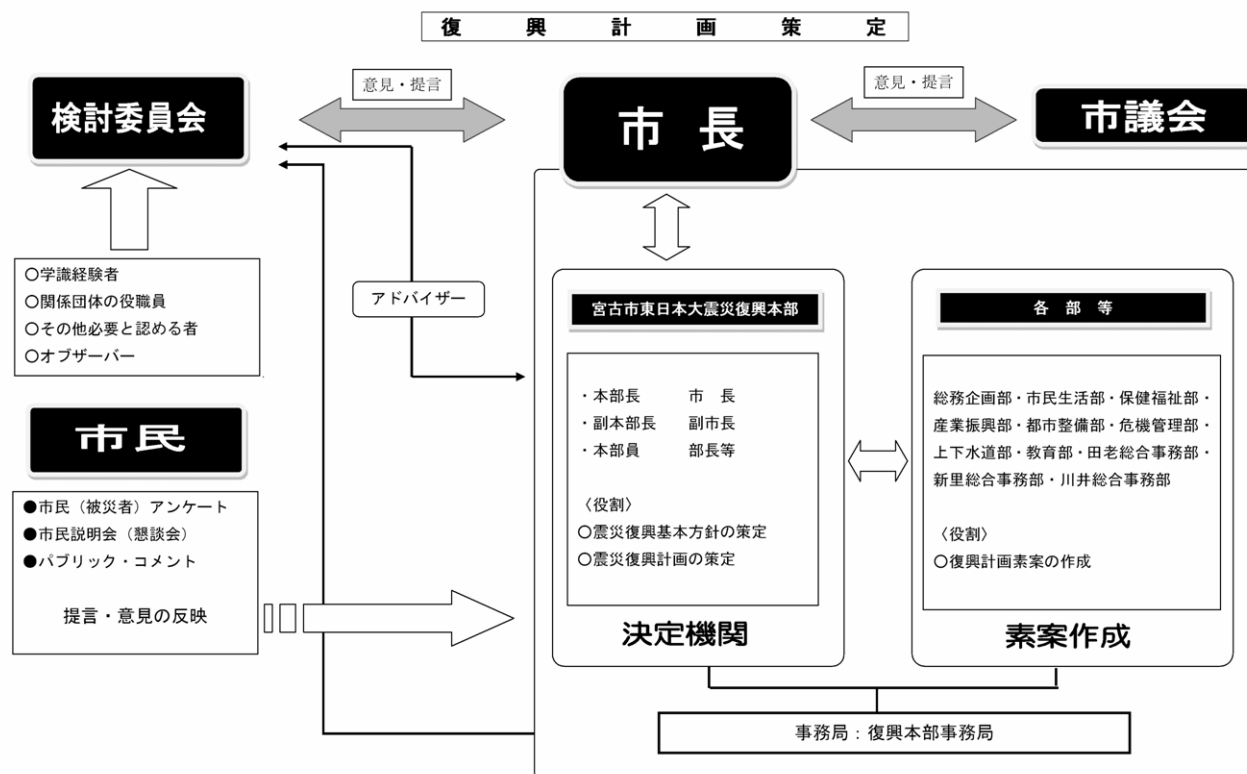 復興計画策定
意見・提言
意見・提言
検討委員会
市長
市議会
○学識経験者
○関係団体の役職員
○その他必要と認める者
○オブザーバー
アドバイザー
市民
●市民（被災者）アンケート
●市民説明会（懇談会）
●パブリック・コメント
提言・意見の反映
宮古市東日本大震災復興本部
・本部長　市　長
・副本部長　副市長
・本部員　部長等
〈役割〉
○震災復興基本方針の策定
○震災復興計画の策定
決定機関
各部等
総務企画部・市民生活部・保健福祉部・
産業振興部・都市整備部・危機管理部・
上下水道部・教育部・田老総合事務部・
新里総合事務部・川井総合事務部
〈役割〉
○復興計画素案の作成
素案作成
事務局：復興本部事務局